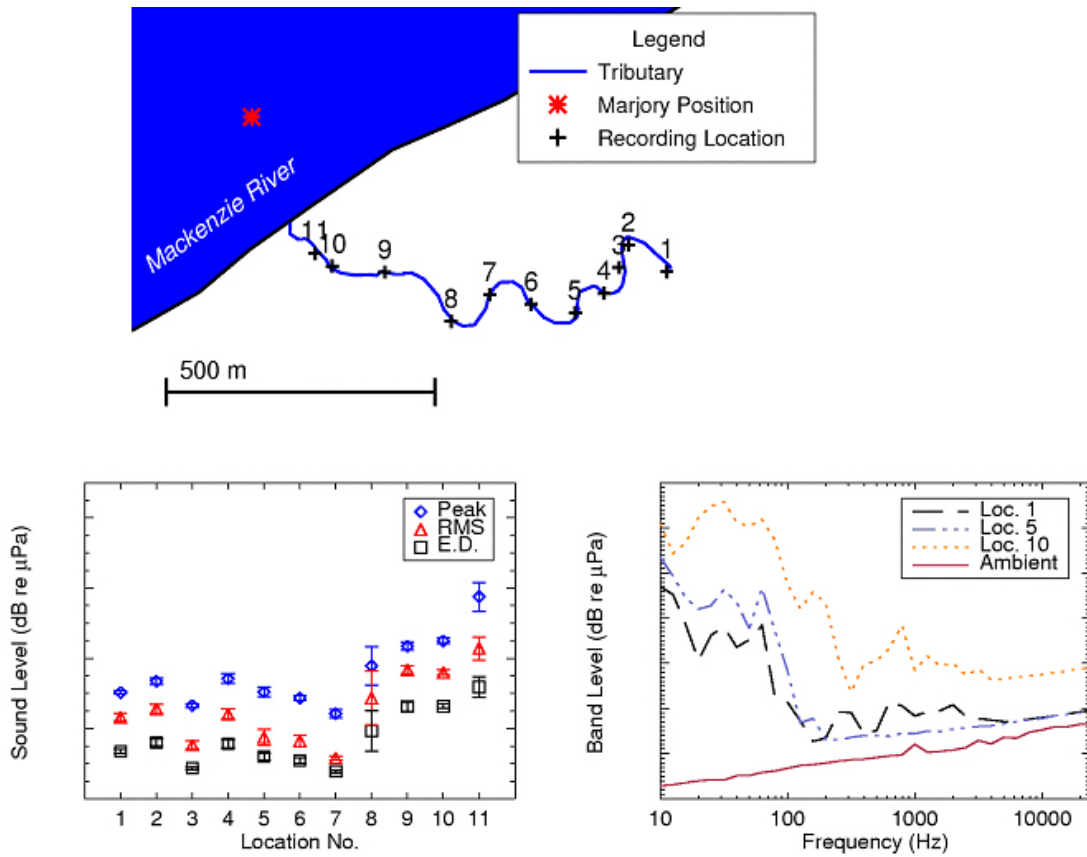 Legend
Tributary
Marjory Position
Recording Location
Mackenzie River
11
10
9
8
7
6
5
4
3
2
1
500 m
Sound Level (dB re µPa)
Peak
RMS
E.D.
1 2 3 4 5 6 7 8 9 10 11
Location No.
Band Level (dB re µPa)
Loc. 1
Loc. 5
Loc. 10
Ambient
10 100 1000 10000
Frequency (Hz)